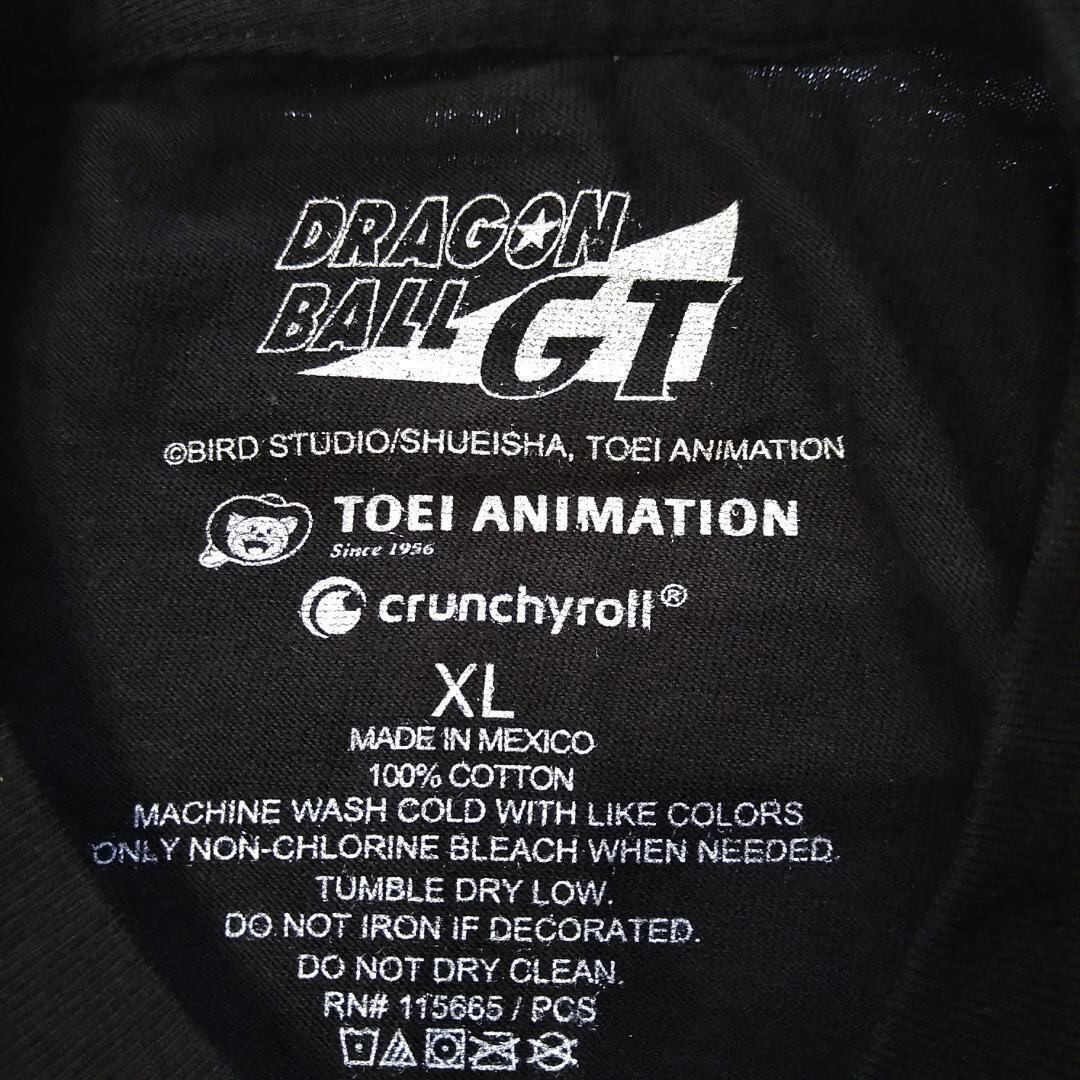 DRAGON
BALL GT
©BIRD STUDIO/SHUEISHA, TOEI ANIMATION
TOEI ANIMATION
Since 1956
crunchyroll®
XL
MADE IN MEXICO
100% COTTON
MACHINE WASH COLD WITH LIKE COLORS
ONLY NON-CHLORINE BLEACH WHEN NEEDED.
TUMBLE DRY LOW.
DO NOT IRON IF DECORATED.
DO NOT DRY CLEAN.
RN# 115665 / PCS